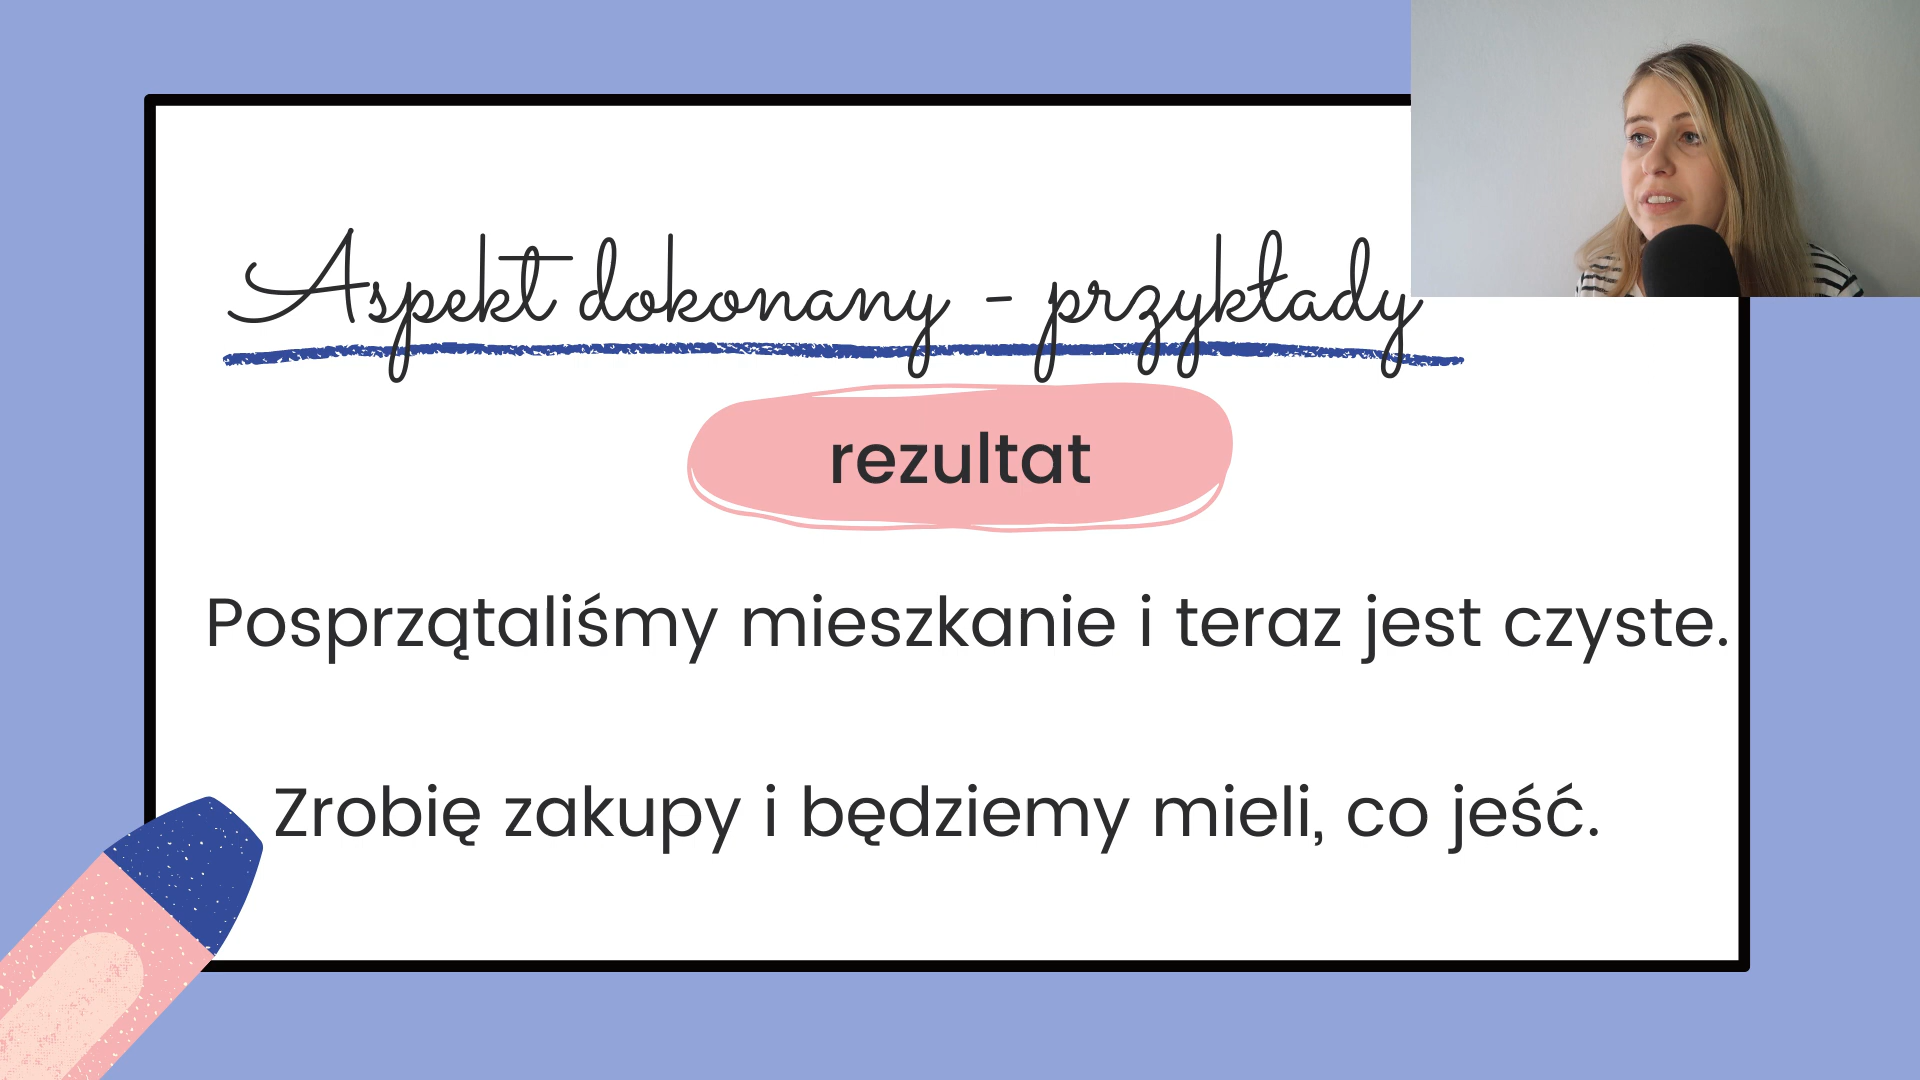 Aspekt dokonany - przykłady
rezultat
Posprzątaliśmy mieszkanie i teraz jest czyste.
Zrobię zakupy i będziemy mieli, co jeść.